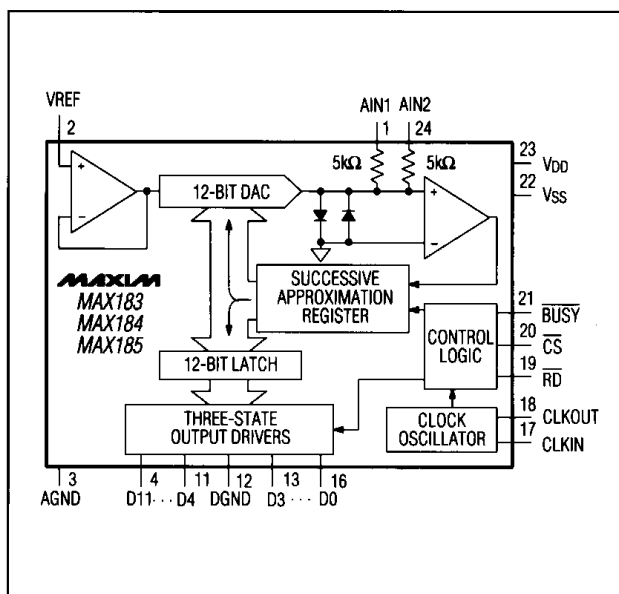 VREF
2
AIN1 AIN2
1 24
5kΩ 5kΩ
23
VDD
22
VSS
12-BIT DAC
+
−
+
−
MAXIM
MAX183
MAX184
MAX185
SUCCESSIVE
APPROXIMATION
REGISTER
CONTROL
LOGIC
21
BUSY
20
CS
19
RD
12-BIT LATCH
THREE-STATE
OUTPUT DRIVERS
CLOCK
OSCILLATOR
18
CLKOUT
17
CLKIN
3 4 11 12 13 16
AGND D11 ··· D4 DGND D3 ··· D0